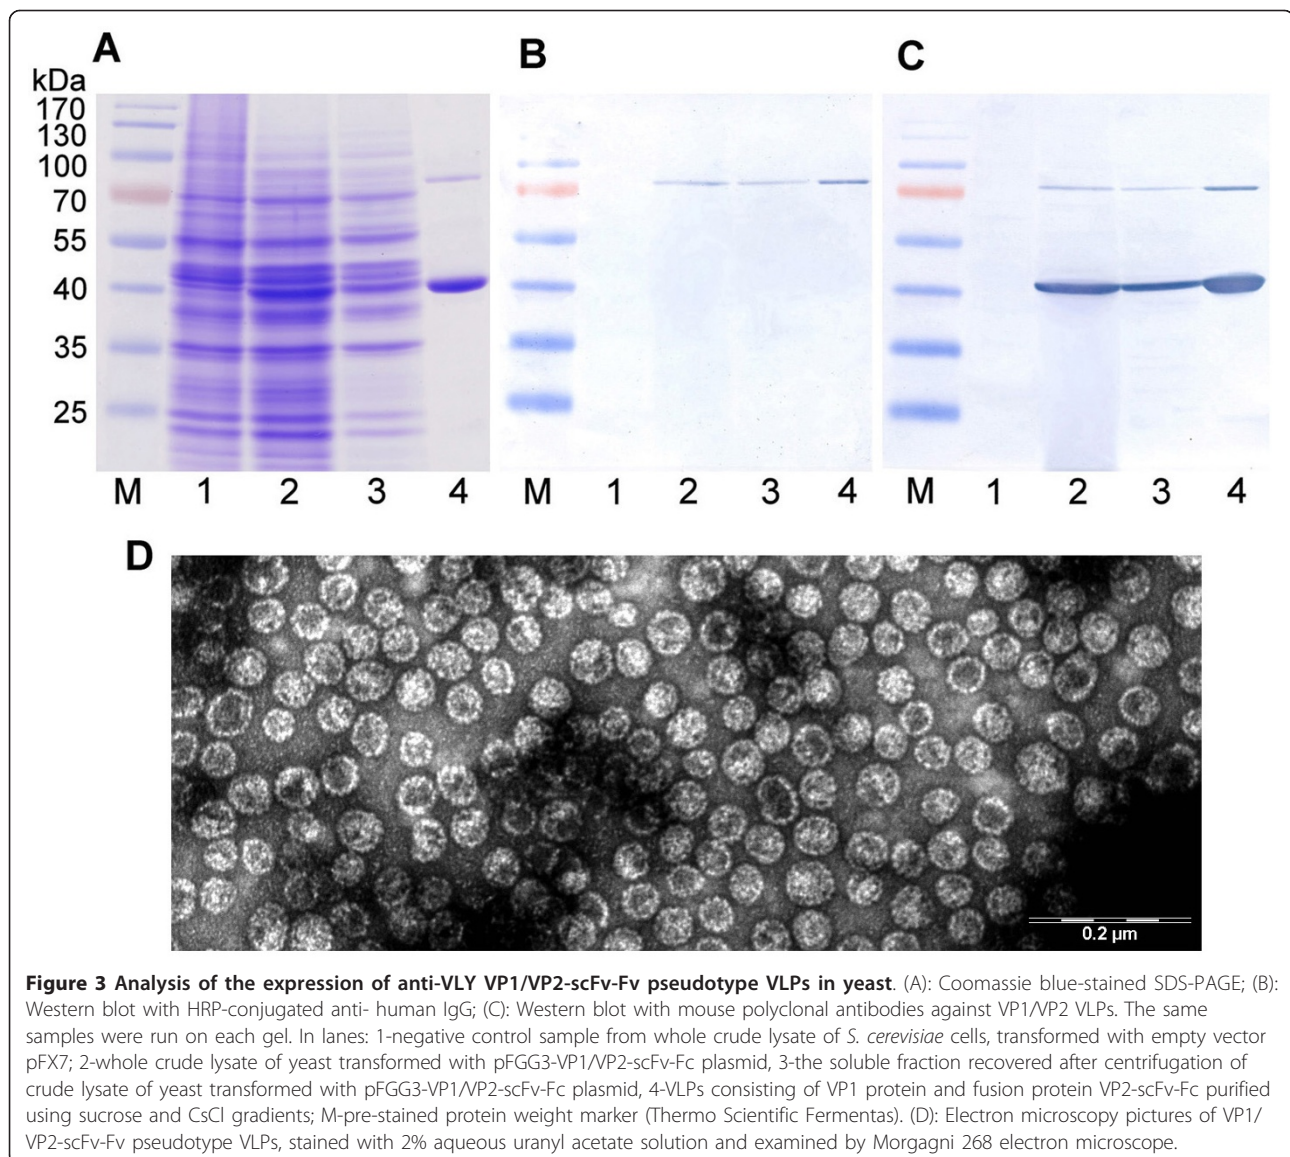 A
B
C
kDa
170
130
100
70
55
40
35
25
M 1 2 3 4
M 1 2 3 4
M 1 2 3 4
D
0.2 µm
Figure 3 Analysis of the expression of anti-VLY VP1/VP2-scFv-Fv pseudotype VLPs in yeast. (A): Coomassie blue-stained SDS-PAGE; (B):
Western blot with HRP-conjugated anti- human IgG; (C): Western blot with mouse polyclonal antibodies against VP1/VP2 VLPs. The same
samples were run on each gel. In lanes: 1-negative control sample from whole crude lysate of S. cerevisiae cells, transformed with empty vector
pFX7; 2-whole crude lysate of yeast transformed with pFGG3-VP1/VP2-scFv-Fc plasmid, 3-the soluble fraction recovered after centrifugation of
crude lysate of yeast transformed with pFGG3-VP1/VP2-scFv-Fc plasmid, 4-VLPs consisting of VP1 protein and fusion protein VP2-scFv-Fc purified
using sucrose and CsCl gradients; M-pre-stained protein weight marker (Thermo Scientific Fermentas). (D): Electron microscopy pictures of VP1/
VP2-scFv-Fv pseudotype VLPs, stained with 2% aqueous uranyl acetate solution and examined by Morgagni 268 electron microscope.